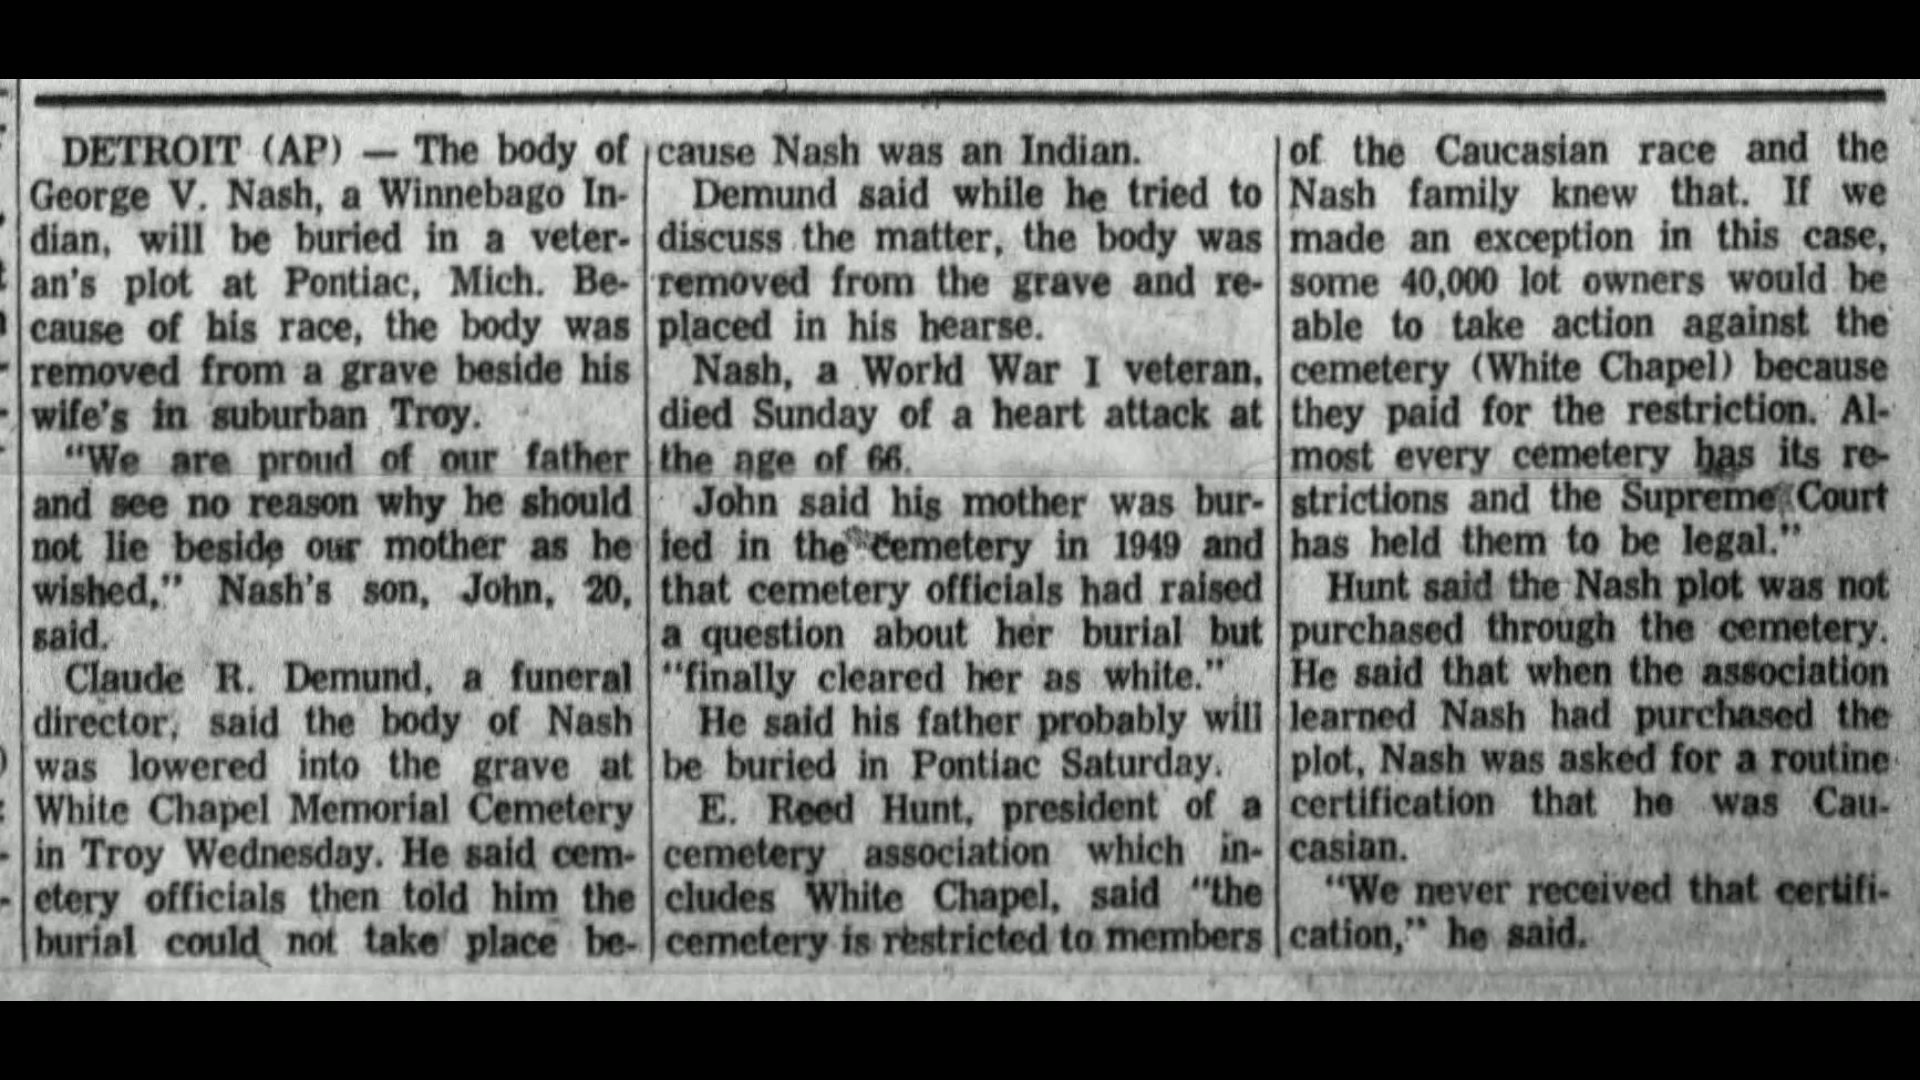 DETROIT (AP) — The body of
George V. Nash, a Winnebago In-
dian, will be buried in a veter-
an's plot at Pontiac, Mich. Be-
cause of his race, the body was
removed from a grave beside his
wife's in suburban Troy.
"We are proud of our father
and see no reason why he should
not lie beside our mother as he
wished," Nash's son, John, 20,
said.
Claude R. Demund, a funeral
director, said the body of Nash
was lowered into the grave at
White Chapel Memorial Cemetery
in Troy Wednesday. He said cem-
etery officials then told him the
burial could not take place be-
cause Nash was an Indian.
Demund said while he tried to
discuss the matter, the body was
removed from the grave and re-
placed in his hearse.
Nash, a World War I veteran,
died Sunday of a heart attack at
the age of 66.
John said his mother was bur-
ied in the cemetery in 1949 and
that cemetery officials had raised
a question about her burial but
"finally cleared her as white."
He said his father probably will
be buried in Pontiac Saturday.
E. Reed Hunt, president of a
cemetery association which in-
cludes White Chapel, said "the
cemetery is restricted to members
of the Caucasian race and the
Nash family knew that. If we
made an exception in this case,
some 40,000 lot owners would be
able to take action against the
cemetery (White Chapel) because
they paid for the restriction. Al-
most every cemetery has its re-
strictions and the Supreme Court
has held them to be legal."
Hunt said the Nash plot was not
purchased through the cemetery.
He said that when the association
learned Nash had purchased the
plot, Nash was asked for a routine
certification that he was Cau-
casian.
"We never received that certifi-
cation," he said.